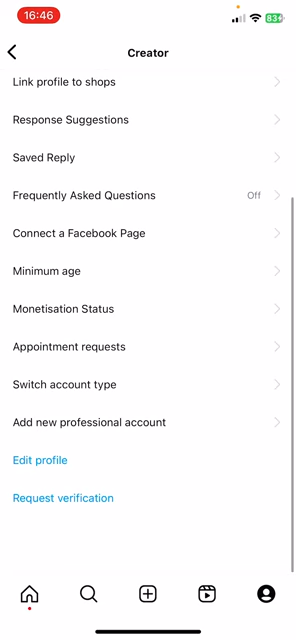 16:46
83
Creator
Link profile to shops
Response Suggestions
Saved Reply
Frequently Asked Questions Off
Connect a Facebook Page
Minimum age
Monetisation Status
Appointment requests
Switch account type
Add new professional account
Edit profile
Request verification